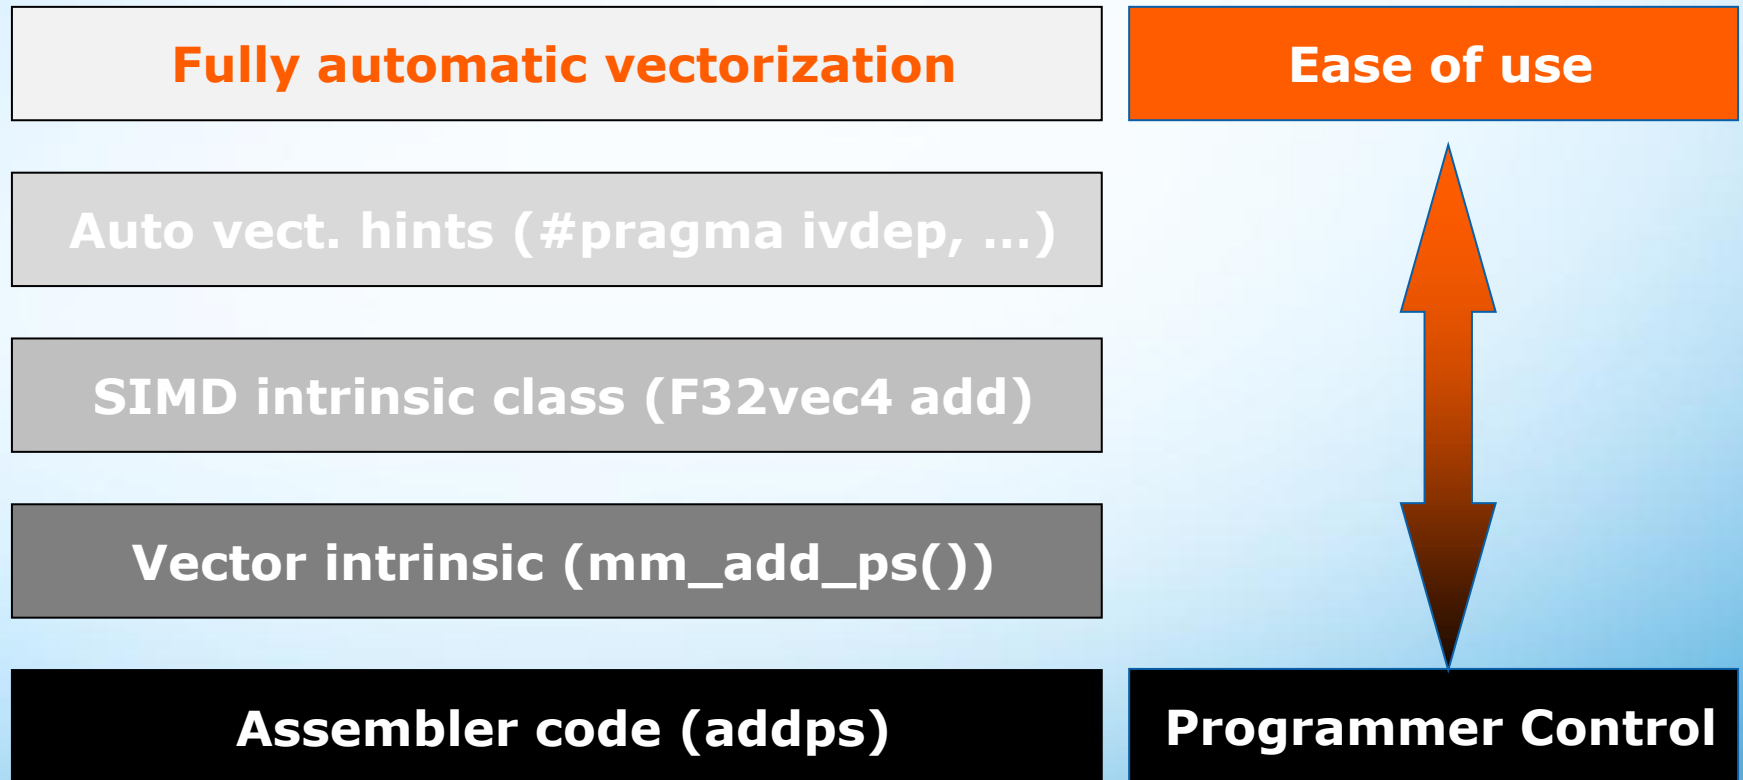 Fully automatic vectorization
Ease of use
Auto vect. hints (#pragma ivdep, ...)
SIMD intrinsic class (F32vec4 add)
Vector intrinsic (mm_add_ps())
Assembler code (addps)
Programmer Control